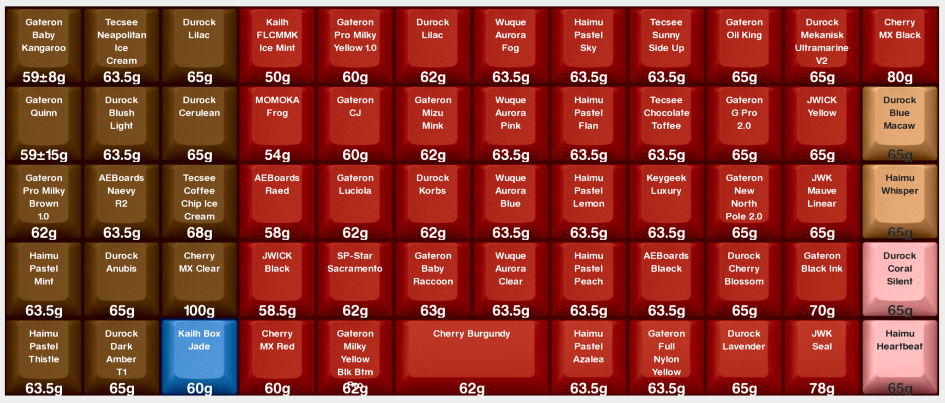 Gateron
Baby
Kangaroo
59±8g
Tecsee
Neapolitan
Ice
Cream
63.5g
Durock
Lilac
65g
Kailh
FLCMMK
Ice Mint
50g
Gateron
Pro Milky
Yellow 1.0
60g
Durock
Lilac
62g
Wuque
Aurora
Fog
63.5g
Haimu
Pastel
Sky
63.5g
Tecsee
Sunny
Side Up
63.5g
Gateron
Oil King
65g
Durock
Mekanisk
Ultramarine
V2
65g
Cherry
MX Black
80g
Gateron
Quinn
59±15g
Durock
Blush
Light
63.5g
Durock
Cerulean
65g
MOMOKA
Frog
54g
Gateron
CJ
60g
Gateron
Mizu
Mink
62g
Wuque
Aurora
Pink
63.5g
Haimu
Pastel
Flan
63.5g
Tecsee
Chocolate
Toffee
63.5g
Gateron
G Pro
2.0
65g
JWICK
Yellow
65g
Durock
Blue
Macaw
65g
Gateron
Pro Milky
Brown
1.0
62g
AEBoards
Naevy
R2
63.5g
Tecsee
Coffee
Chip Ice
Cream
68g
AEBoards
Raed
58g
Gateron
Luciola
62g
Durock
Korbs
62g
Wuque
Aurora
Blue
63.5g
Haimu
Pastel
Lemon
63.5g
Keygeek
Luxury
63.5g
Gateron
New
North
Pole 2.0
65g
JWK
Mauve
Linear
65g
Haimu
Whisper
65g
Haimu
Pastel
Mint
63.5g
Durock
Anubis
65g
Cherry
MX Clear
100g
JWICK
Black
58.5g
SP-Star
Sacramento
62g
Gateron
Baby
Raccoon
63g
Wuque
Aurora
Clear
63.5g
Haimu
Pastel
Peach
63.5g
AEBoards
Blaeck
63.5g
Durock
Cherry
Blossom
65g
Gateron
Black Ink
70g
Durock
Coral
Silent
65g
Haimu
Pastel
Thistle
63.5g
Durock
Dark
Amber
T1
65g
Kailh Box
Jade
60g
Cherry
MX Red
60g
Gateron
Milky
Yellow
Blk Btm
62g
Cherry Burgundy
62g
Haimu
Pastel
Azalea
63.5g
Gateron
Full
Nylon
Yellow
63.5g
Durock
Lavender
65g
JWK
Seal
78g
Haimu
Heartbeat
65g